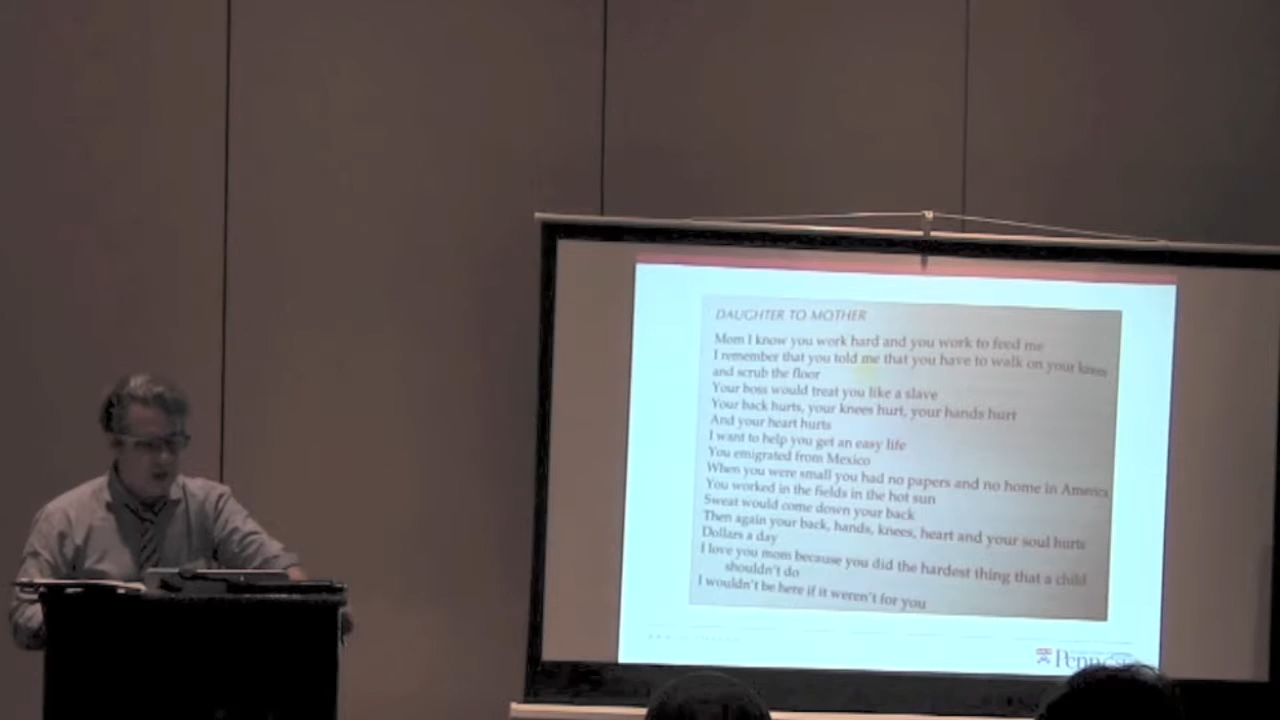 DAUGHTER TO MOTHER
Mom I know you work hard and you work to feed me
I remember that you told me that you have to walk on your knees
and scrub the floor
Your boss would treat you like a slave
Your back hurts, your knees hurt, your hands hurt
And your heart hurts
I want to help you get an easy life
You emigrated from Mexico
When you were small you had no papers and no home in America
You worked in the fields in the hot sun
Sweat would come down your back
Then again your back, hands, knees, heart and your soul hurts
Dollars a day
I love you mom because you did the hardest thing that a child
shouldn't do
I wouldn't be here if it weren't for you
Penn